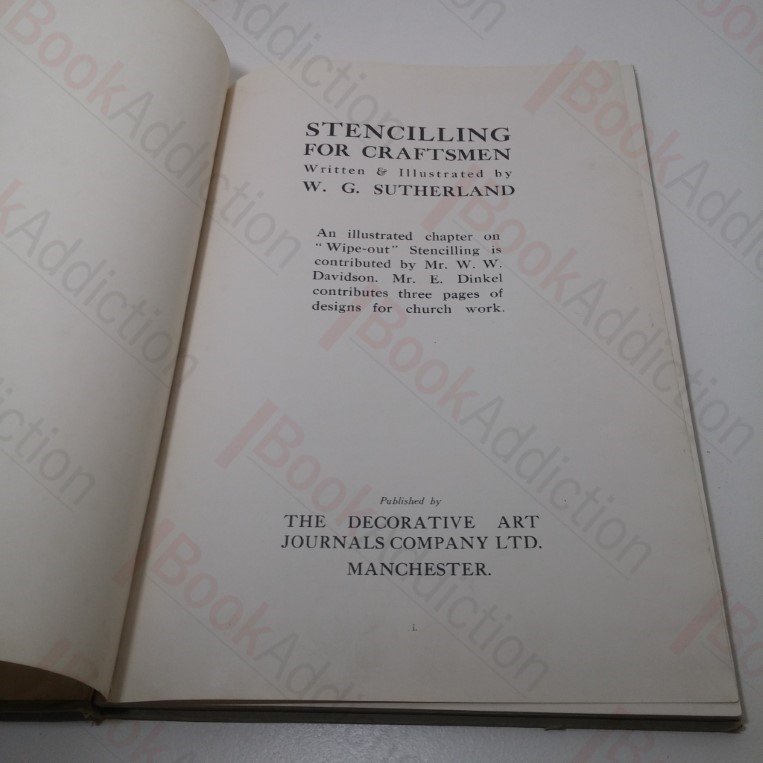 STENCILLING
FOR CRAFTSMEN
Written & Illustrated by
W. G. SUTHERLAND
An illustrated chapter on
"Wipe-out" Stencilling is
contributed by Mr. W. W.
Davidson. Mr. E. Dinkel
contributes three pages of
designs for church work.
Published by
THE DECORATIVE ART
JOURNALS COMPANY LTD.
MANCHESTER.
i.
BookAddiction